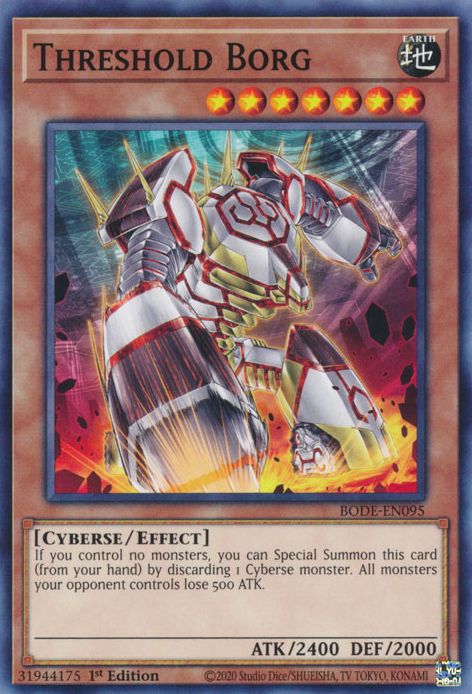 Threshold Borg
EARTH
地
BODE-EN095
[Cyberse/Effect]
If you control no monsters, you can Special Summon this card
(from your hand) by discarding 1 Cyberse monster. All monsters
your opponent controls lose 500 ATK.
ATK/2400 DEF/2000
31944175 1st Edition ©2020 Studio Dice/SHUEISHA, TV TOKYO, KONAMI